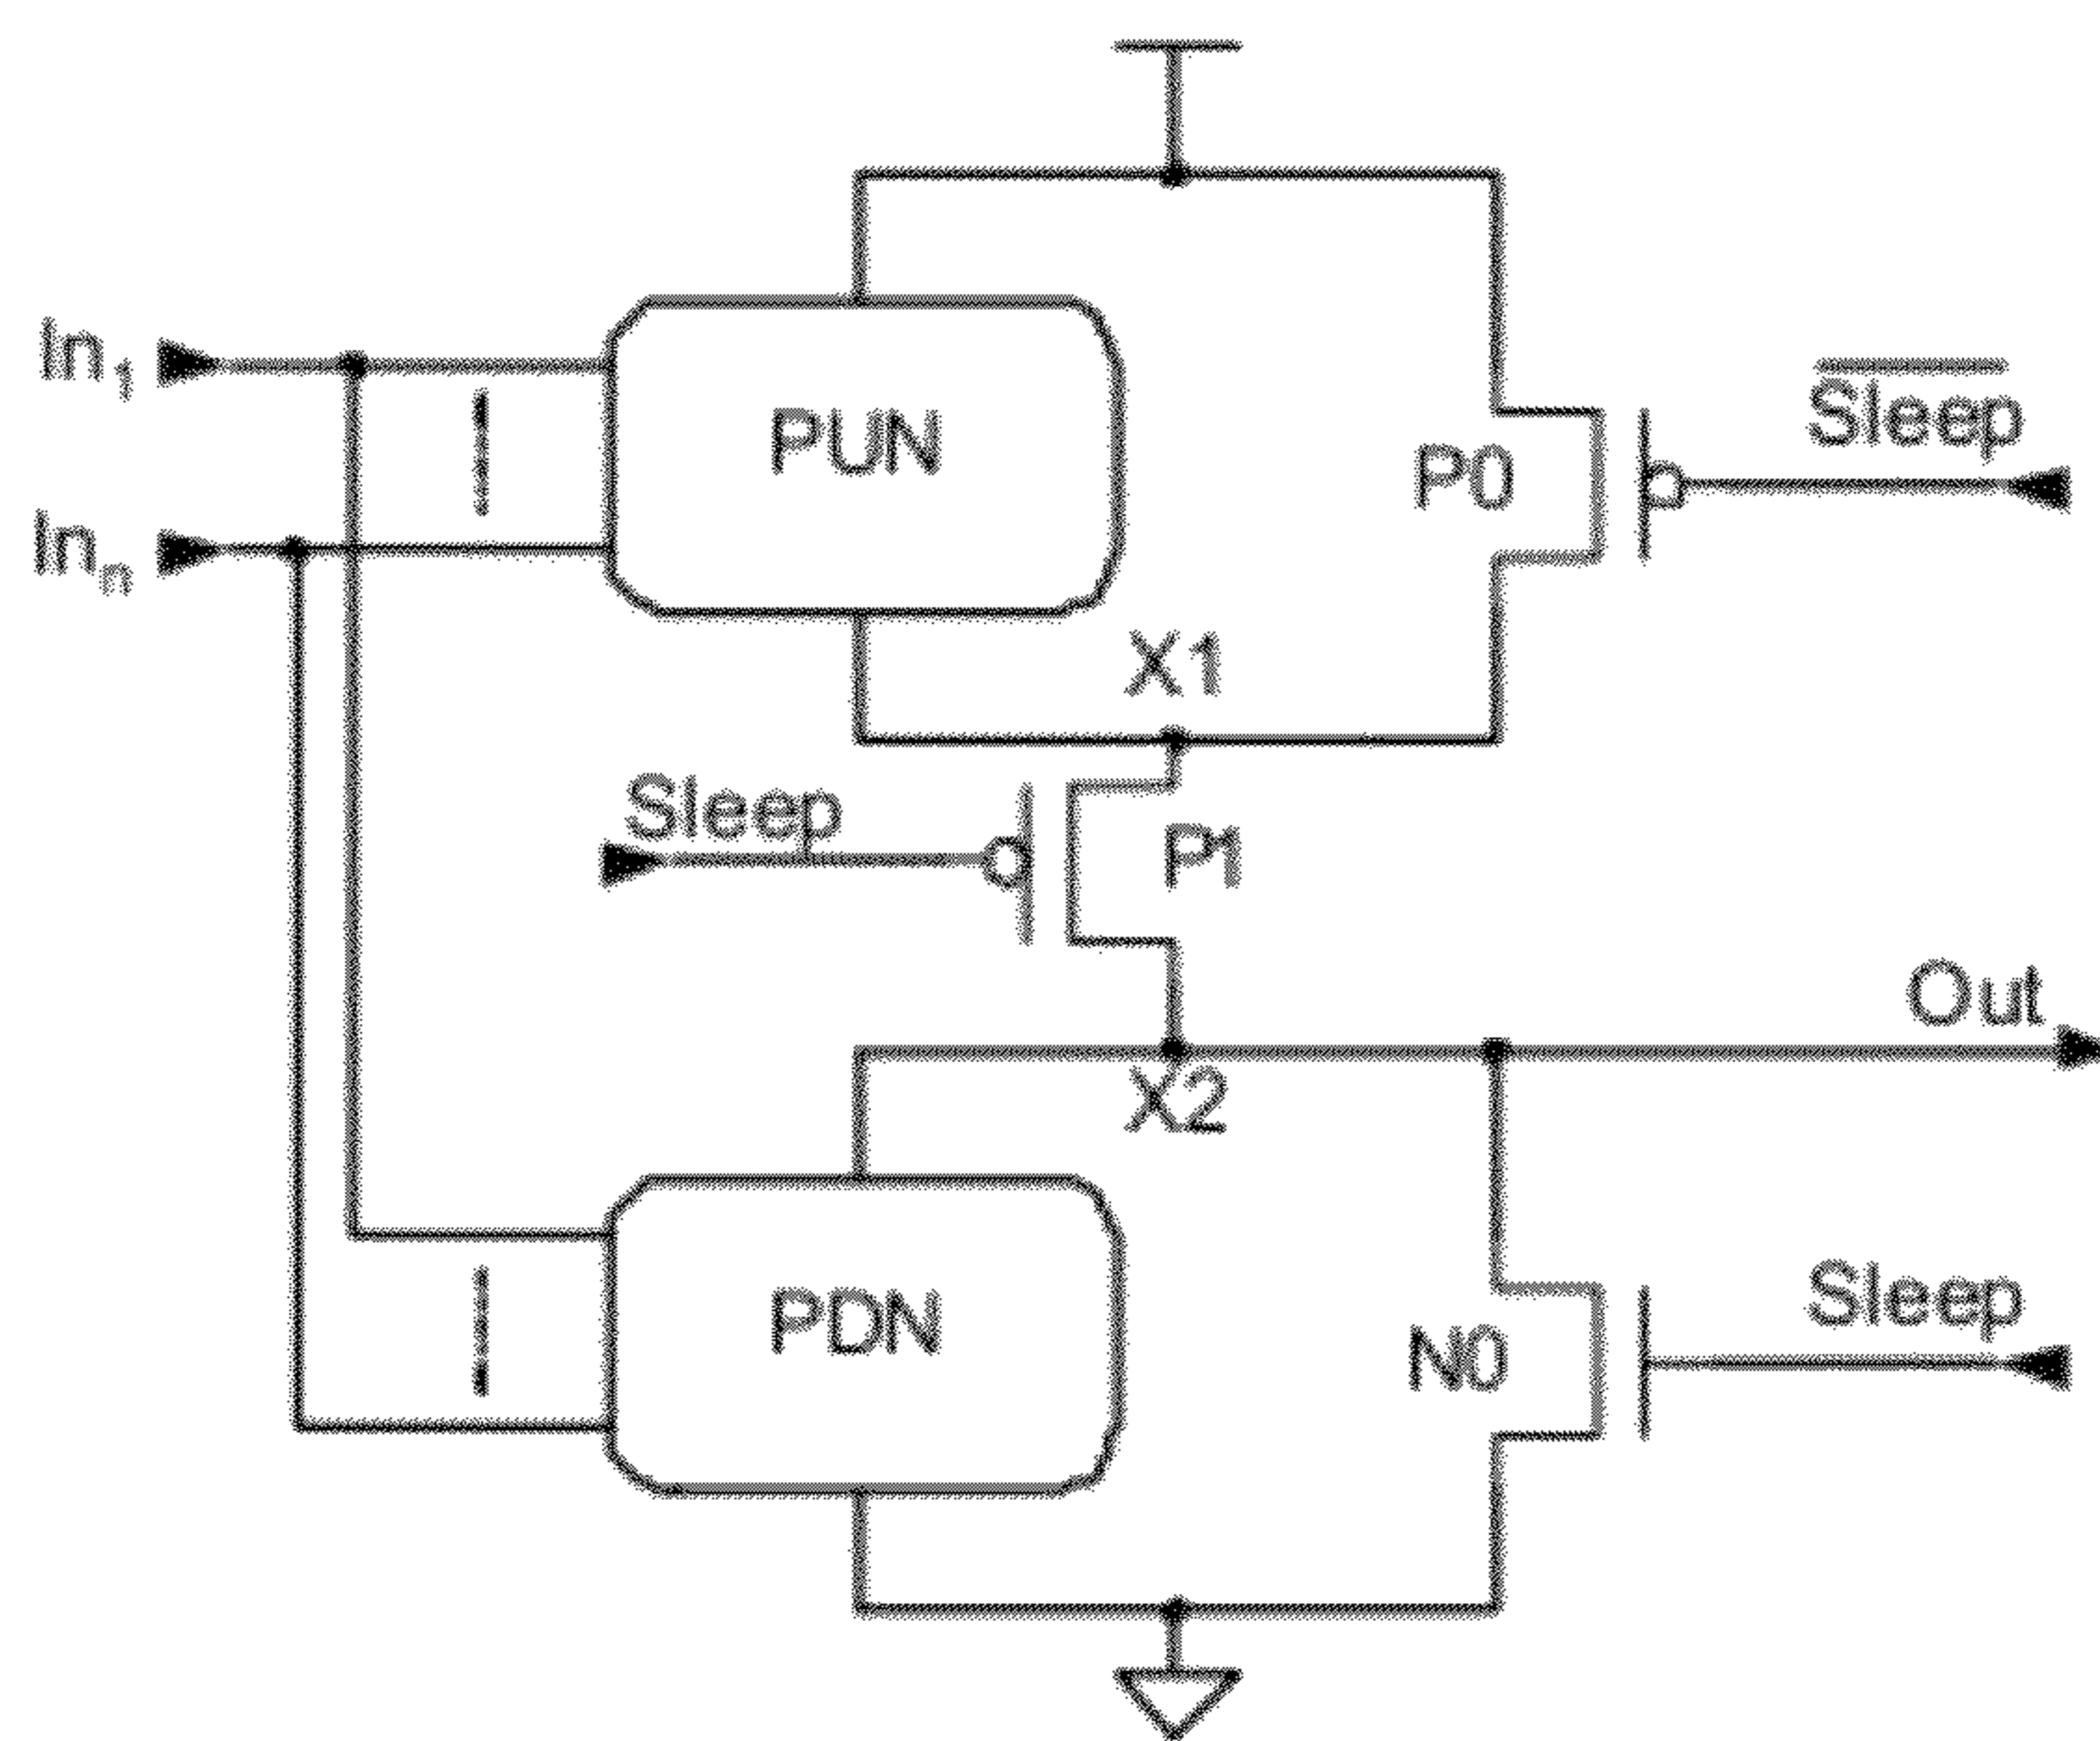 In1
Inn
PUN
P0
Sleep
X1
Sleep
P1
Out
X2
PDN
N0
Sleep